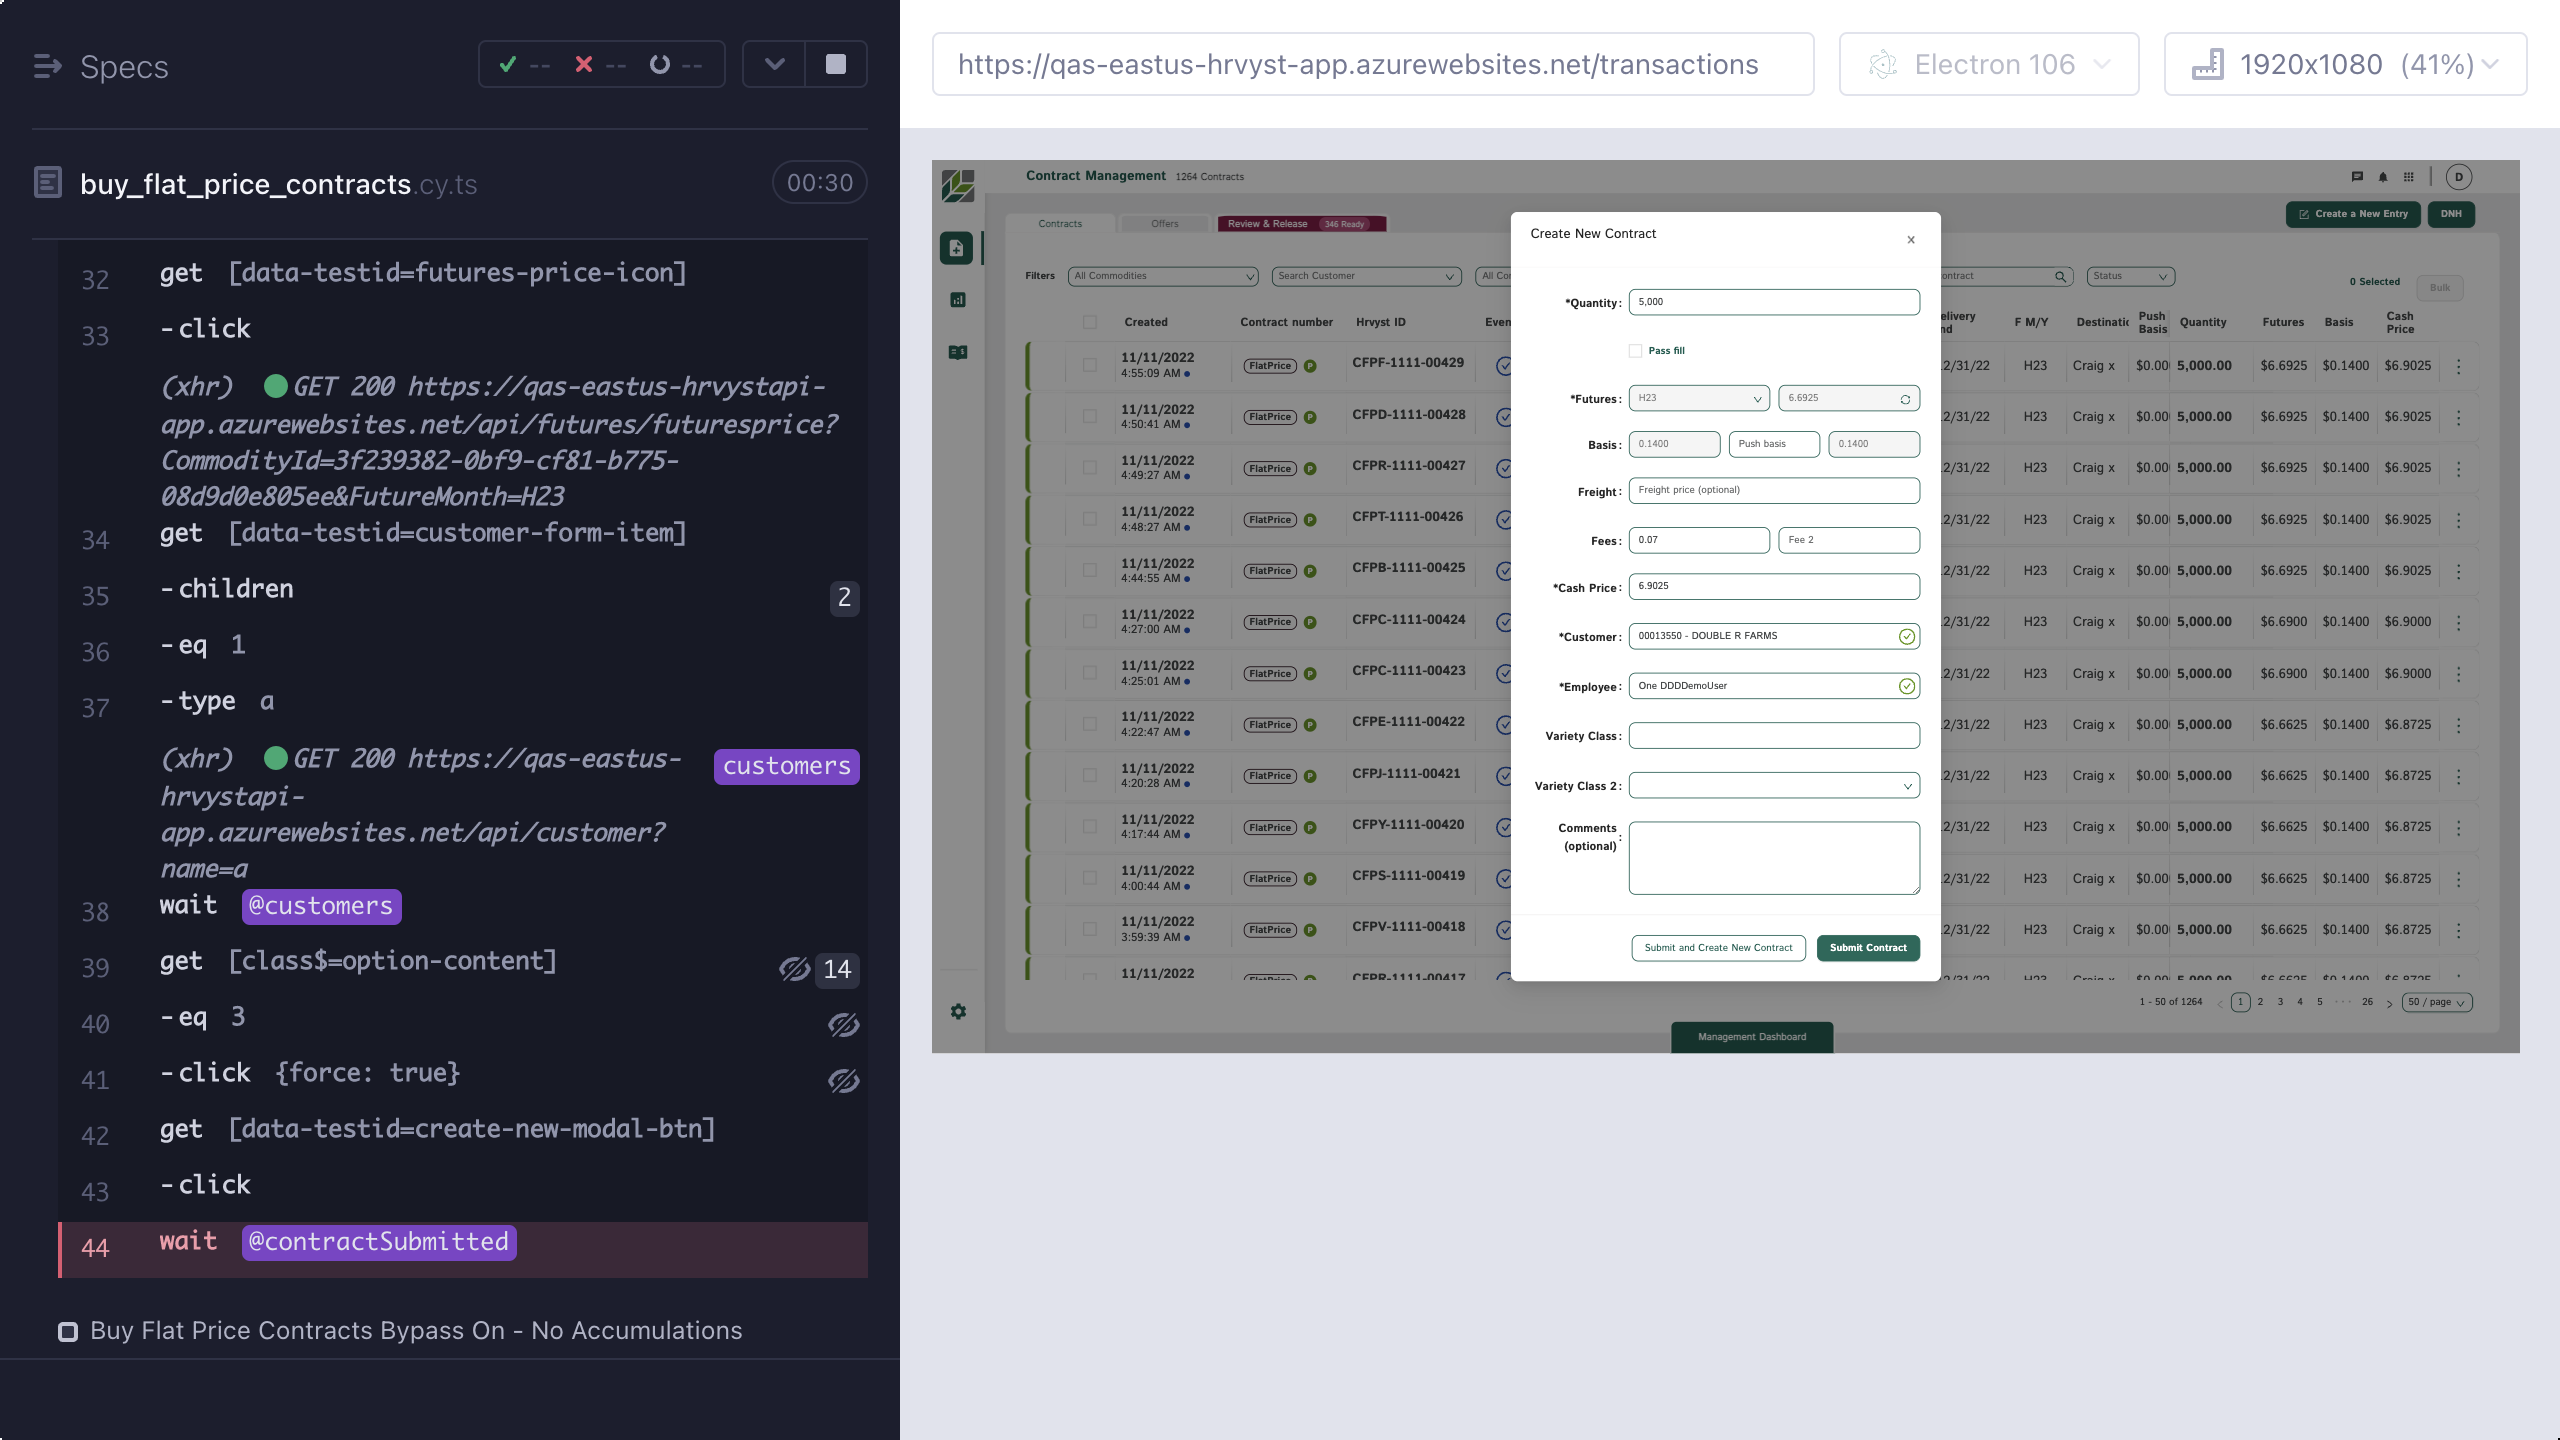 Specs
--
--
--
buy_flat_price_contracts.cy.ts
00:30
32 get [data-testid=futures-price-icon]
33 -click
(xhr) GET 200 https://qas-eastus-hrvystapi-
app.azurewebsites.net/api/futures/futuresprice?
CommodityId=3f239382-0bf9-cf81-b775-
08d9d0e805ee&FutureMonth=H23
34 get [data-testid=customer-form-item]
35 -children 2
36 -eq 1
37 -type a
(xhr) GET 200 https://qas-eastus- customers
hrvystapi-
app.azurewebsites.net/api/customer?
name=a
38 wait @customers
39 get [class$=option-content] 14
40 -eq 3
41 -click {force: true}
42 get [data-testid=create-new-modal-btn]
43 -click
44 wait @contractSubmitted
Buy Flat Price Contracts Bypass On - No Accumulations
https://qas-eastus-hrvyst-app.azurewebsites.net/transactions
Electron 106
1920x1080 (41%)
Contract Management 1264 Contracts
D
Create a New Entry DNH
Contracts Offers Review & Release 346 Ready
Filters All Commodities Search Customer All Co ontract Status 0 Selected Bulk
Created Contract number Hrvyst ID Even elivery nd F M/Y Destinatic Push Basis Quantity Futures Basis Cash Price
11/11/2022 4:55:09 AM FlatPrice P CFPF-1111-00429 2/31/22 H23 Craig x $0.00 5,000.00 $6.6925 $0.1400 $6.9025
11/11/2022 4:50:41 AM FlatPrice P CFPD-1111-00428 2/31/22 H23 Craig x $0.00 5,000.00 $6.6925 $0.1400 $6.9025
11/11/2022 4:49:27 AM FlatPrice P CFPR-1111-00427 2/31/22 H23 Craig x $0.00 5,000.00 $6.6925 $0.1400 $6.9025
11/11/2022 4:48:27 AM FlatPrice P CFPT-1111-00426 2/31/22 H23 Craig x $0.00 5,000.00 $6.6925 $0.1400 $6.9025
11/11/2022 4:44:55 AM FlatPrice P CFPB-1111-00425 2/31/22 H23 Craig x $0.00 5,000.00 $6.6925 $0.1400 $6.9025
11/11/2022 4:27:00 AM FlatPrice P CFPC-1111-00424 2/31/22 H23 Craig x $0.00 5,000.00 $6.6900 $0.1400 $6.9000
11/11/2022 4:25:01 AM FlatPrice P CFPC-1111-00423 2/31/22 H23 Craig x $0.00 5,000.00 $6.6900 $0.1400 $6.9000
11/11/2022 4:22:47 AM FlatPrice P CFPE-1111-00422 2/31/22 H23 Craig x $0.00 5,000.00 $6.6625 $0.1400 $6.8725
11/11/2022 4:20:28 AM FlatPrice P CFPJ-1111-00421 2/31/22 H23 Craig x $0.00 5,000.00 $6.6625 $0.1400 $6.8725
11/11/2022 4:17:44 AM FlatPrice P CFPY-1111-00420 2/31/22 H23 Craig x $0.00 5,000.00 $6.6625 $0.1400 $6.8725
11/11/2022 4:00:44 AM FlatPrice P CFPS-1111-00419 2/31/22 H23 Craig x $0.00 5,000.00 $6.6625 $0.1400 $6.8725
11/11/2022 3:59:39 AM FlatPrice P CFPV-1111-00418 2/31/22 H23 Craig x $0.00 5,000.00 $6.6625 $0.1400 $6.8725
11/11/2022 FlatPrice CFPR-1111-00417 2/31/22 H23 Craig x $0.00 5,000.00 $6.6625 $0.1400 $6.8725
1 - 50 of 1264 < 1 2 3 4 5 ··· 26 > 50 / page
Management Dashboard
Create New Contract
*Quantity: 5,000
Pass fill
*Futures: H23 6.6925
Basis: 0.1400 Push basis 0.1400
Freight: Freight price (optional)
Fees: 0.07 Fee 2
*Cash Price: 6.9025
*Customer: 00013550 - DOUBLE R FARMS
*Employee: One DDDDemoUser
Variety Class:
Variety Class 2:
Comments (optional):
Submit and Create New Contract Submit Contract